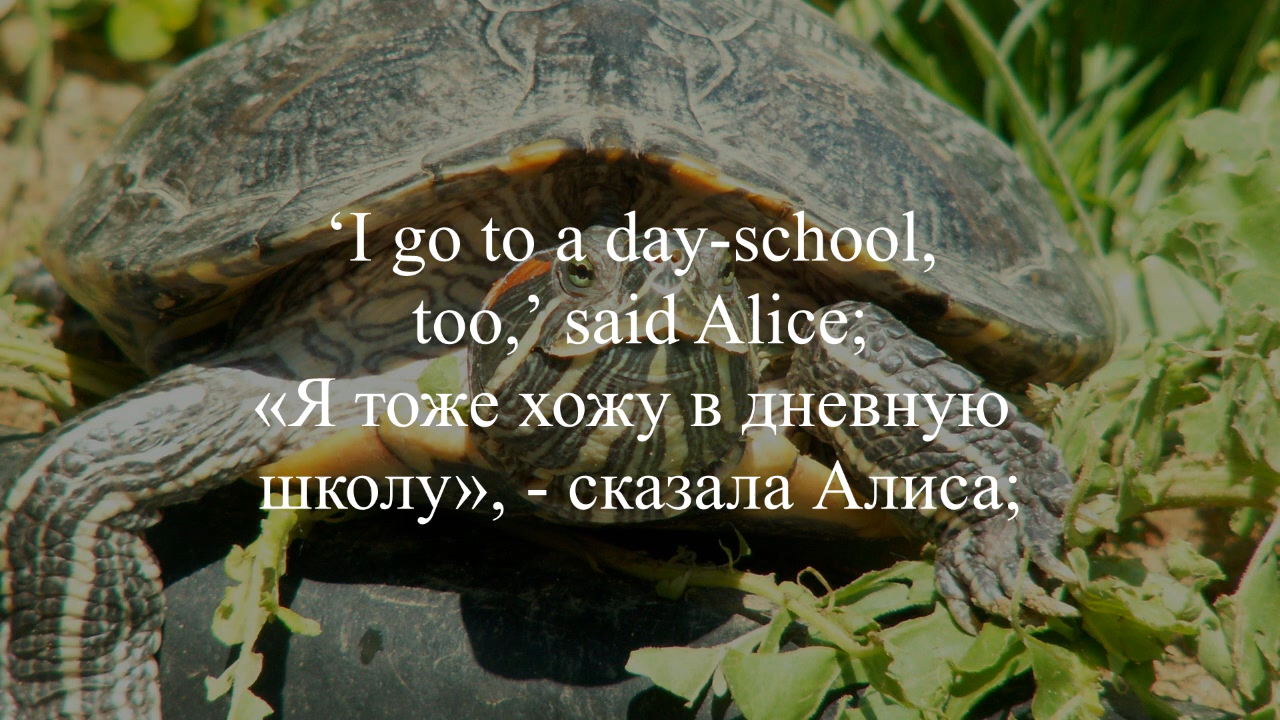 ‘I go to a day-school,
too,’ said Alice;
«Я тоже хожу в дневную
школу», - сказала Алиса;